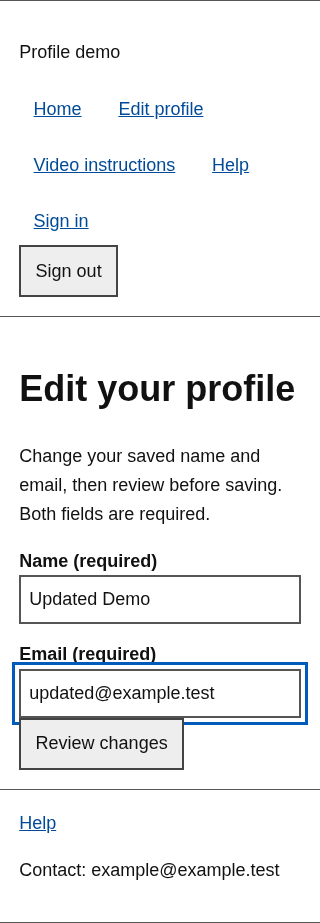 Profile demo
Home Edit profile
Video instructions Help
Sign in
Sign out
Edit your profile
Change your saved name and
email, then review before saving.
Both fields are required.
Name (required)
Updated Demo
Email (required)
updated@example.test
Review changes
Help
Contact: example@example.test